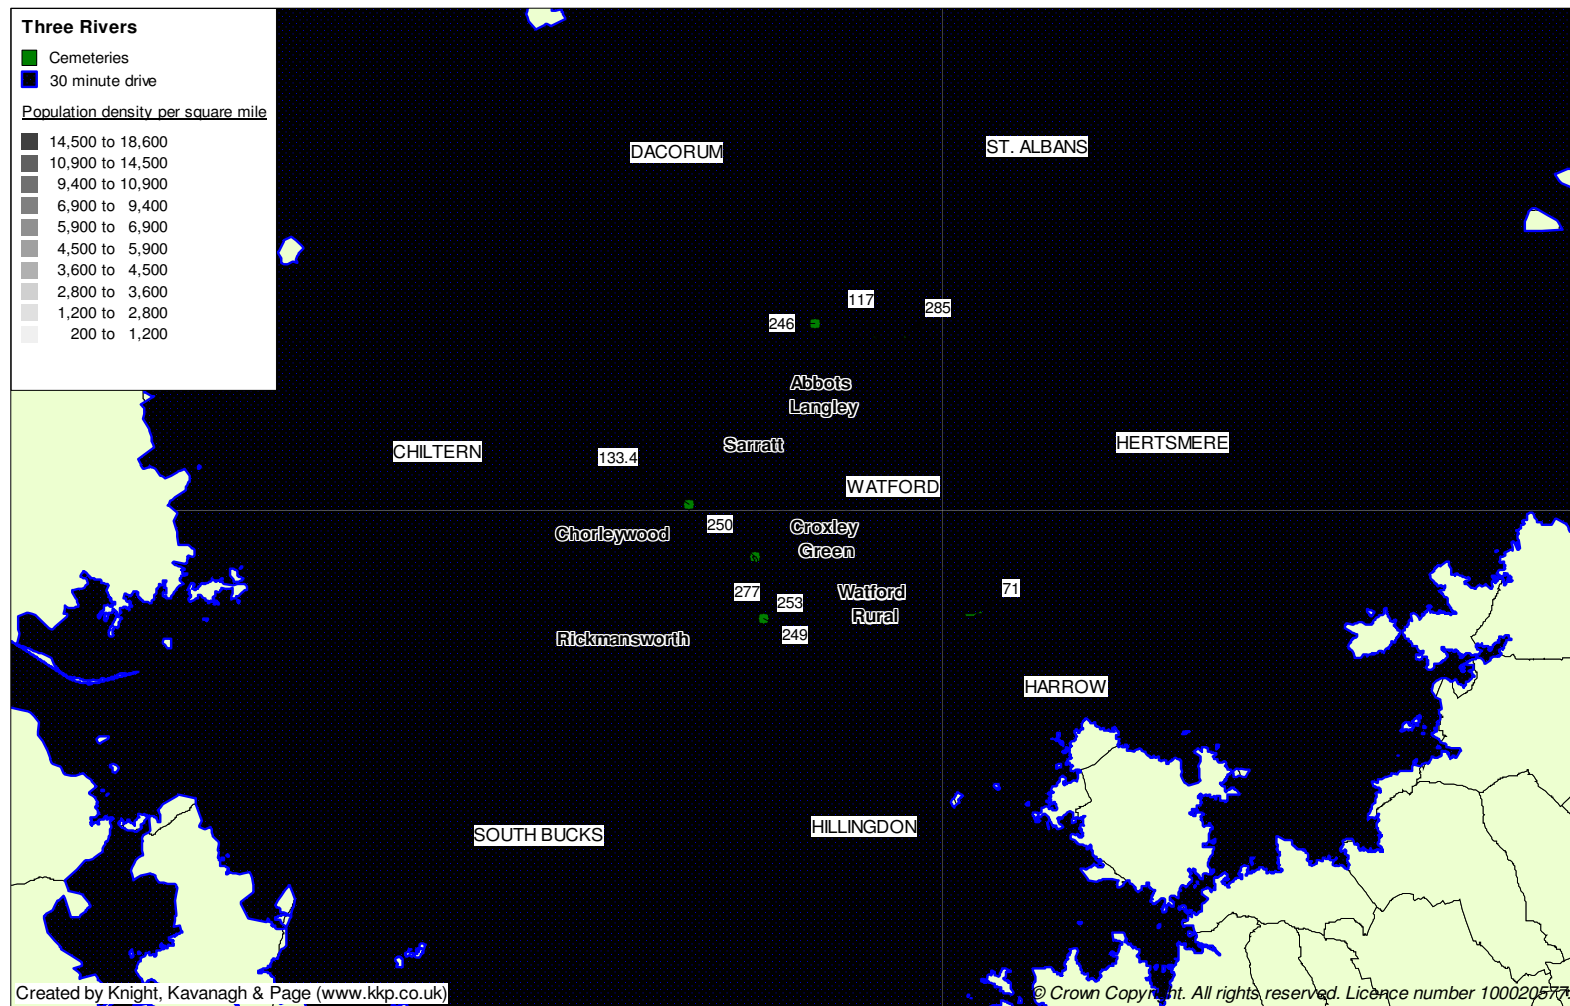 Three Rivers
Cemeteries
30 minute drive
Population density per square mile
14,500 to 18,600
10,900 to 14,500
9,400 to 10,900
6,900 to 9,400
5,900 to 6,900
4,500 to 5,900
3,600 to 4,500
2,800 to 3,600
1,200 to 2,800
200 to 1,200
DACORUM
ST. ALBANS
117
285
246
Abbots
Langley
Sarratt
CHILTERN
133.4
HERTSMERE
WATFORD
250
Chorleywood
Croxley
Green
277
253
Watford
Rural
71
249
Rickmansworth
HARROW
SOUTH BUCKS
HILLINGDON
Created by Knight, Kavanagh & Page (www.kkp.co.uk)
© Crown Copyright. All rights reserved. Licence number